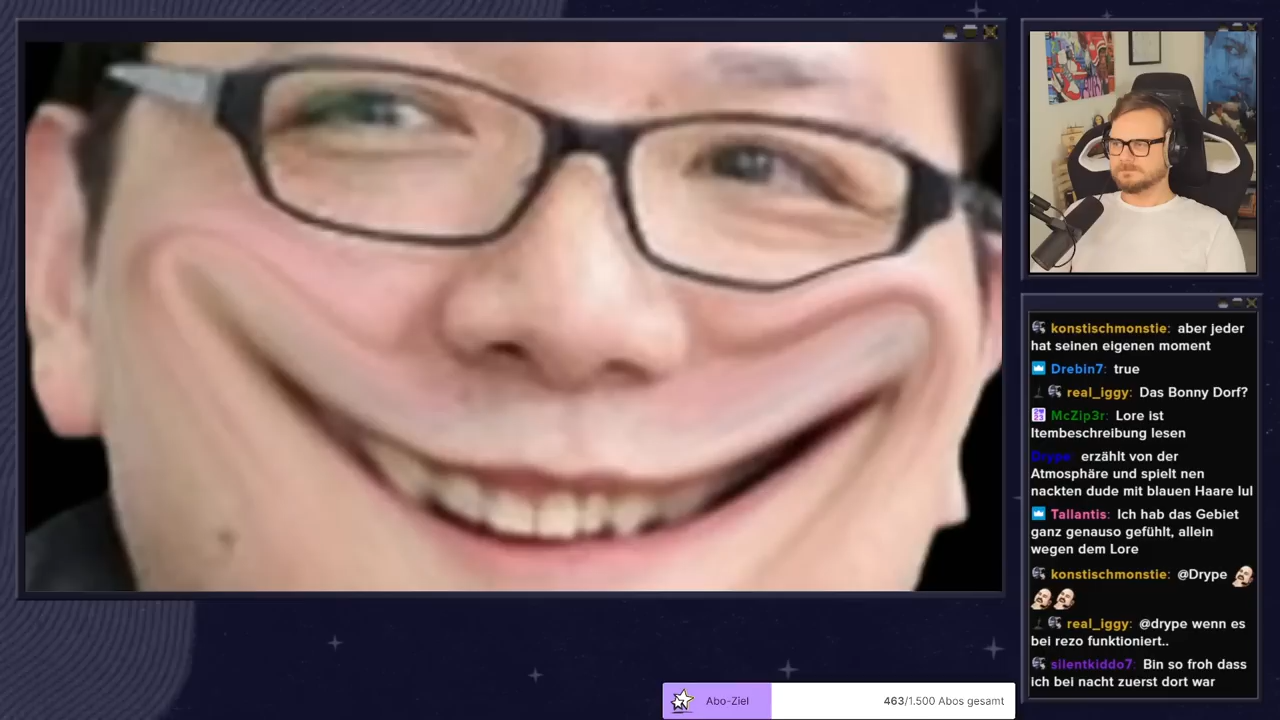 konstischmonstie: aber jeder
hat seinen eigenen moment
Drebin7: true
real_iggy: Das Bonny Dorf?
McZip3r: Lore ist
Itembeschreibung lesen
Drype: erzählt von der
Atmosphäre und spielt nen
nackten dude mit blauen Haare lul
Tallantis: Ich hab das Gebiet
ganz genauso gefühlt, allein
wegen dem Lore
konstischmonstie: @Drype
real_iggy: @drype wenn es
bei rezo funktioniert..
silentkiddo7: Bin so froh dass
ich bei nacht zuerst dort war
Abo-Ziel
463/1.500 Abos gesamt